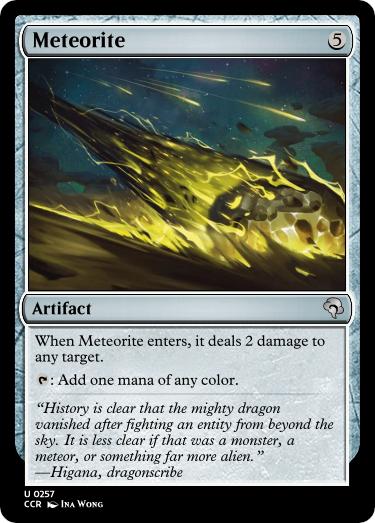 Meteorite 5
Artifact
When Meteorite enters, it deals 2 damage to
any target.
: Add one mana of any color.
“History is clear that the mighty dragon
vanished after fighting an entity from beyond the
sky. It is less clear if that was a monster, a
meteor, or something far more alien.”
—Higana, dragonscribe
U 0257
CCR Ina Wong